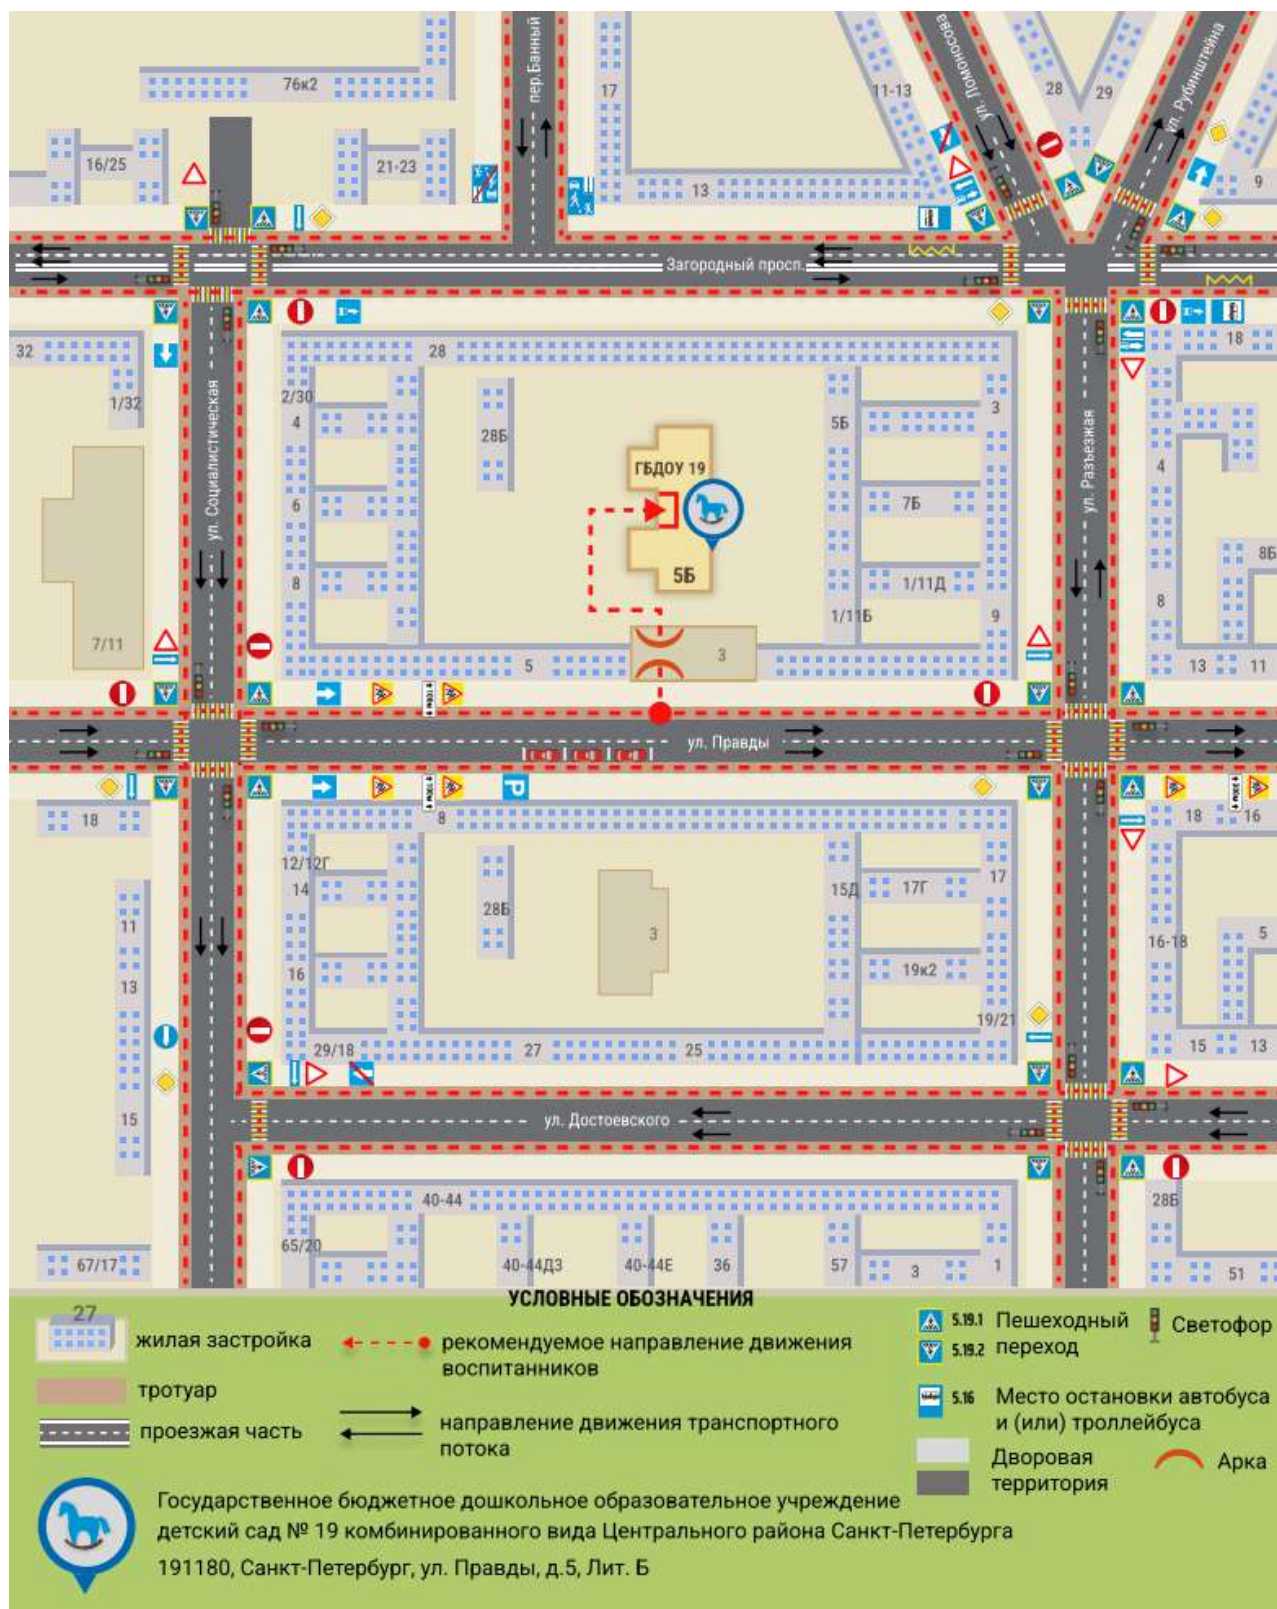 пер.Банный
ул. Ломоносова
ул. Рубинштейна
76к2
17
11-13
28
29
16/25
21-23
13
9
Загородный просп.
32
28
18
1/32
2/30
4
28Б
5Б
3
ул. Социалистическая
ГБДОУ 19
ул. Разъезжая
4
6
7Б
8
5Б
1/11Д
8Б
8
7/11
1/11Б
9
5
3
13
11
ул. Правды
P
18
8
18
16
12/12Г
14
28Б
15Д
17Г
17
11
3
5
16-18
13
16
19к2
19/21
29/18
27
25
15
13
15
ул. Достоевского
40-44
28Б
65/20
67/17
40-44Д3
40-44Е
36
57
3
1
51
УСЛОВНЫЕ ОБОЗНАЧЕНИЯ
27
жилая застройка
рекомендуемое направление движения
воспитанников
5.19.1 Пешеходный
5.19.2 переход
Светофор
тротуар
проезжая часть
направление движения транспортного
потока
5.16 Место остановки автобуса
и (или) троллейбуса
Дворовая
территория
Арка
Государственное бюджетное дошкольное образовательное учреждение
детский сад № 19 комбинированного вида Центрального района Санкт-Петербурга
191180, Санкт-Петербург, ул. Правды, д.5, Лит. Б